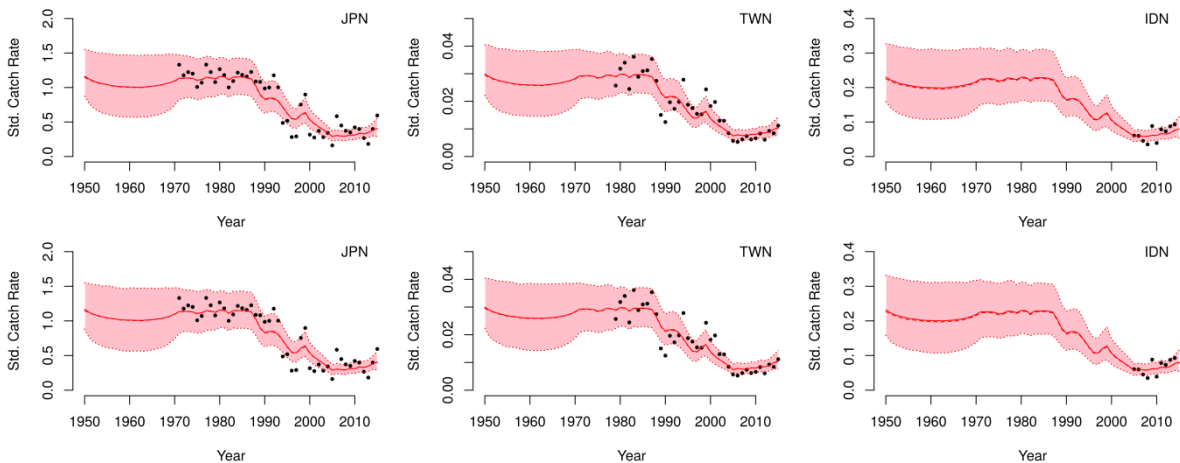 JPN
Std. Catch Rate
0.0 0.5 1.0 1.5 2.0
1950 1960 1970 1980 1990 2000 2010
Year
TWN
Std. Catch Rate
0.00 0.02 0.04
1950 1960 1970 1980 1990 2000 2010
Year
IDN
Std. Catch Rate
0.0 0.1 0.2 0.3 0.4
1950 1960 1970 1980 1990 2000 2010
Year
JPN
Std. Catch Rate
0.0 0.5 1.0 1.5 2.0
1950 1960 1970 1980 1990 2000 2010
Year
TWN
Std. Catch Rate
0.00 0.02 0.04
1950 1960 1970 1980 1990 2000 2010
Year
IDN
Std. Catch Rate
0.0 0.1 0.2 0.3 0.4
1950 1960 1970 1980 1990 2000 2010
Year